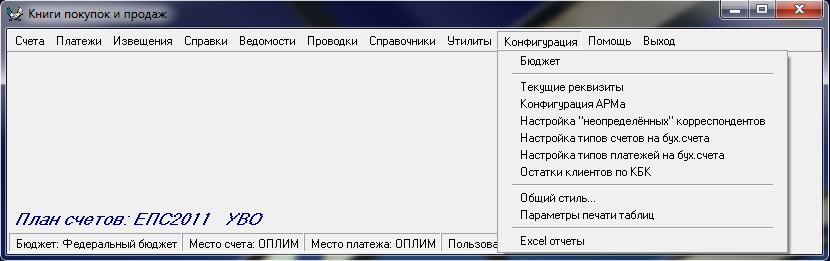 Книги покупок и продаж
Счета Платежи Извещения Справки Ведомости Проводки Справочники Утилиты Конфигурация Помощь Выход
Бюджет
Текущие реквизиты
Конфигурация АРМа
Настройка "неопределённых" корреспондентов
Настройка типов счетов на бух.счета
Настройка типов платежей на бух.счета
Остатки клиентов по КБК
Общий стиль...
Параметры печати таблиц
Excel отчеты
План счетов: ЕПС2011 УВО
Бюджет: Федеральный бюджет Место счета: ОПЛИМ Место платежа: ОПЛИМ Пользова